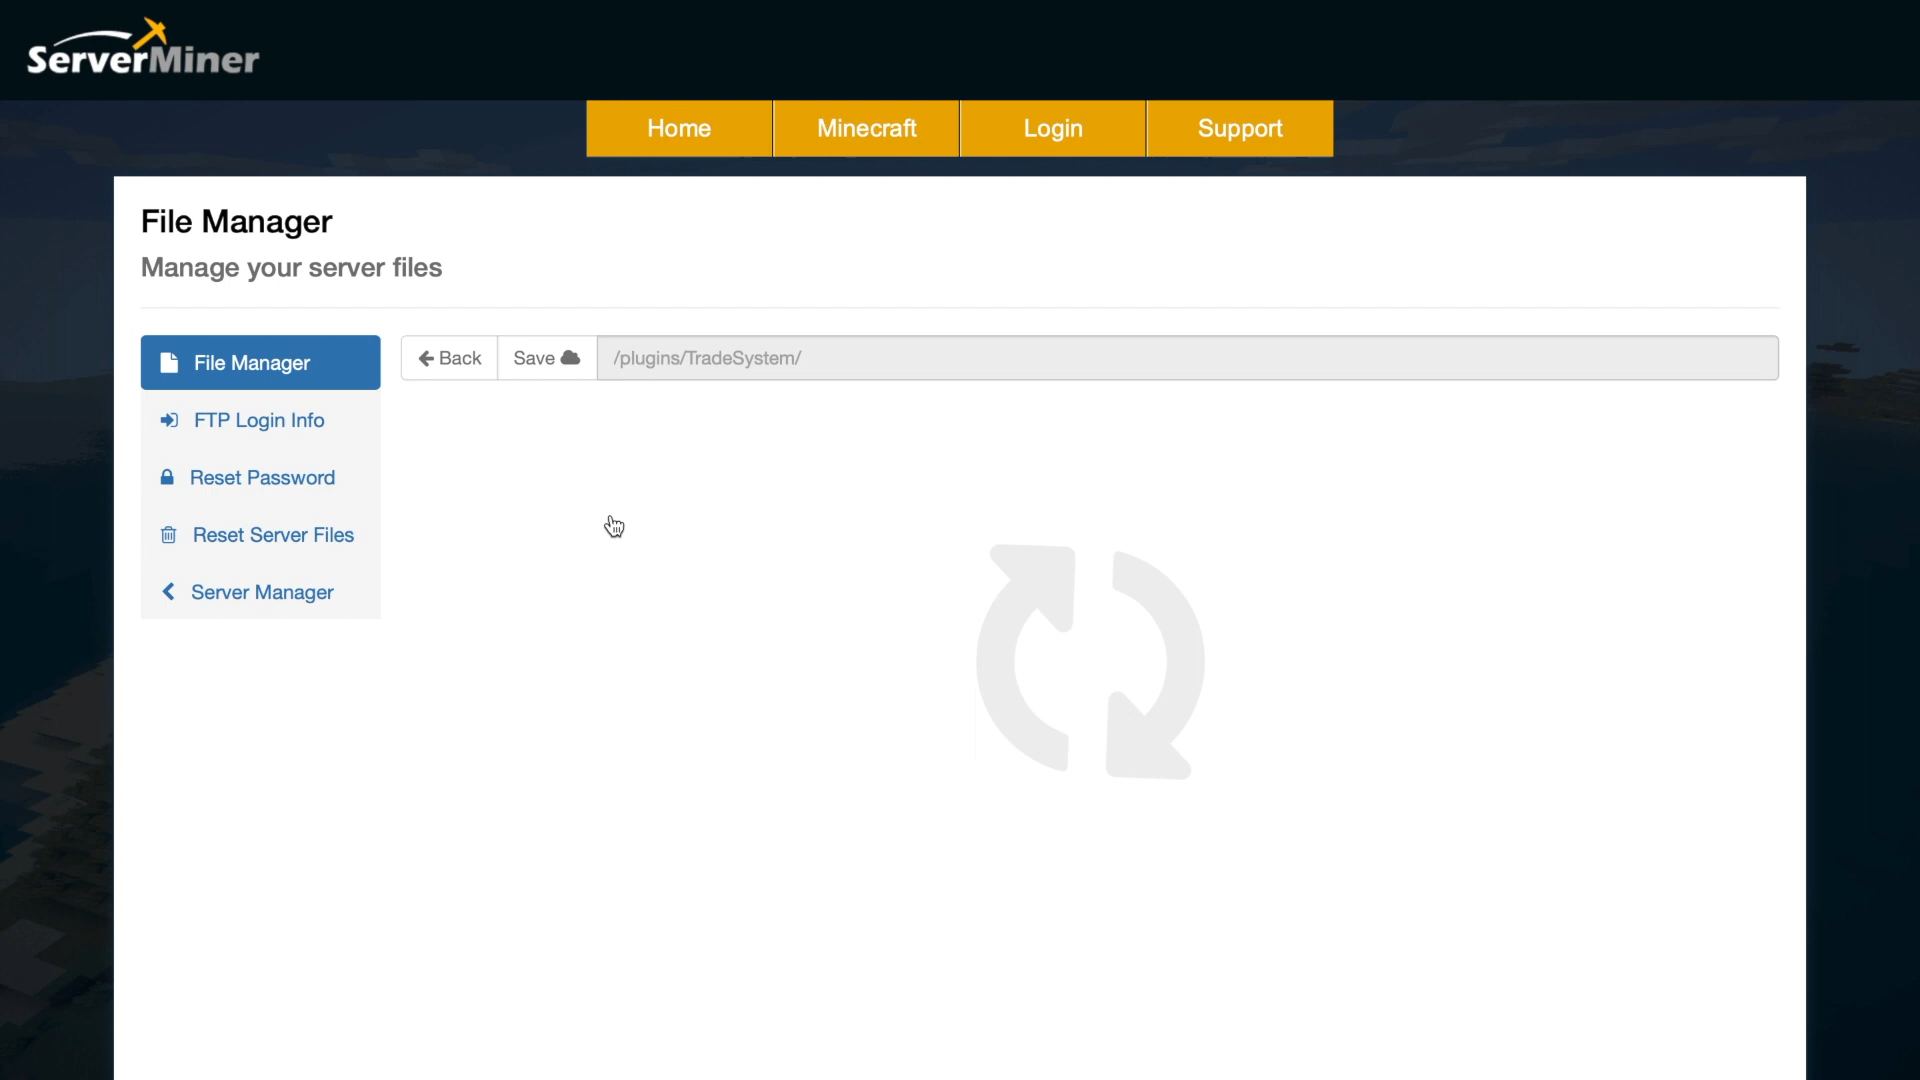 ServerMiner
Home
Minecraft
Login
Support
File Manager
Manage your server files
File Manager
FTP Login Info
Reset Password
Reset Server Files
Server Manager
Back
Save
/plugins/TradeSystem/